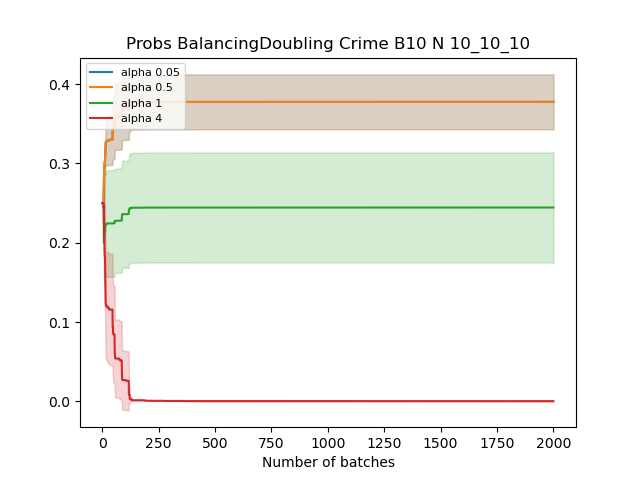 Probs BalancingDoubling Crime B10 N 10_10_10
alpha 0.05
alpha 0.5
alpha 1
alpha 4
0.4
0.3
0.2
0.1
0.0
0 250 500 750 1000 1250 1500 1750 2000
Number of batches